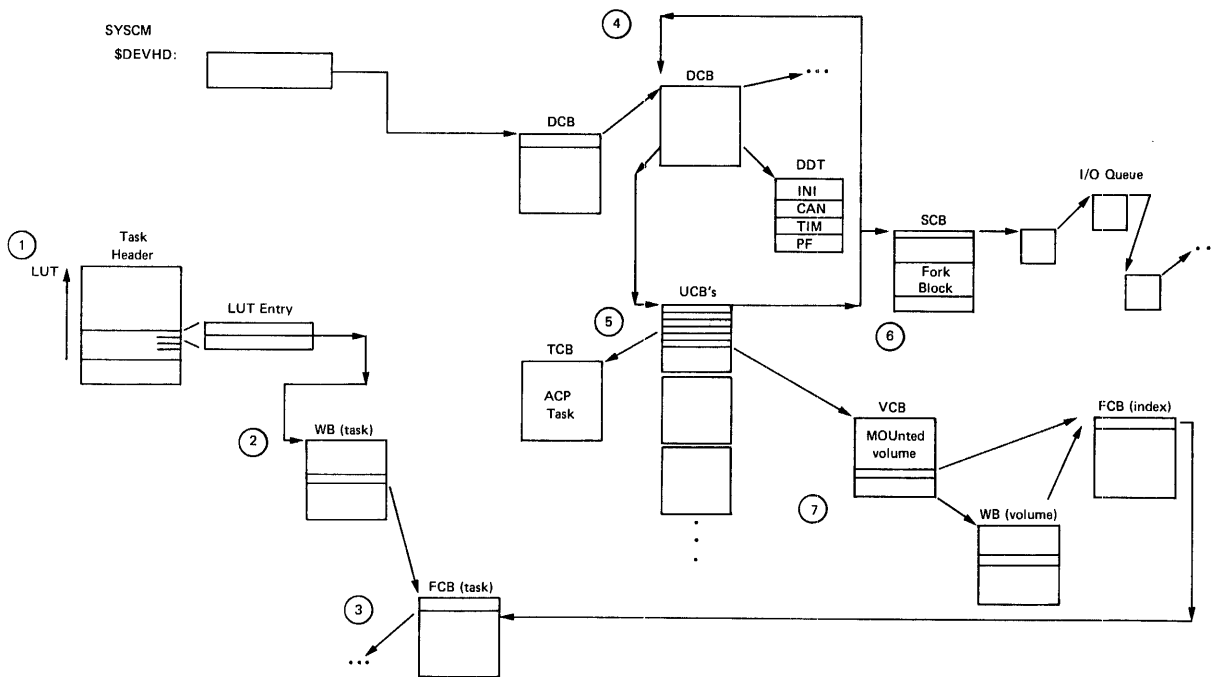 SYSCM
$DEVHD:
4
DCB
DCB
DDT
INI
CAN
TIM
PF
I/O Queue
SCB
Fork
Block
1
Task
Header
LUT
LUT Entry
UCB's
5
6
TCB
ACP
Task
2
WB (task)
VCB
MOUnted
volume
FCB (index)
7
WB (volume)
3
FCB (task)